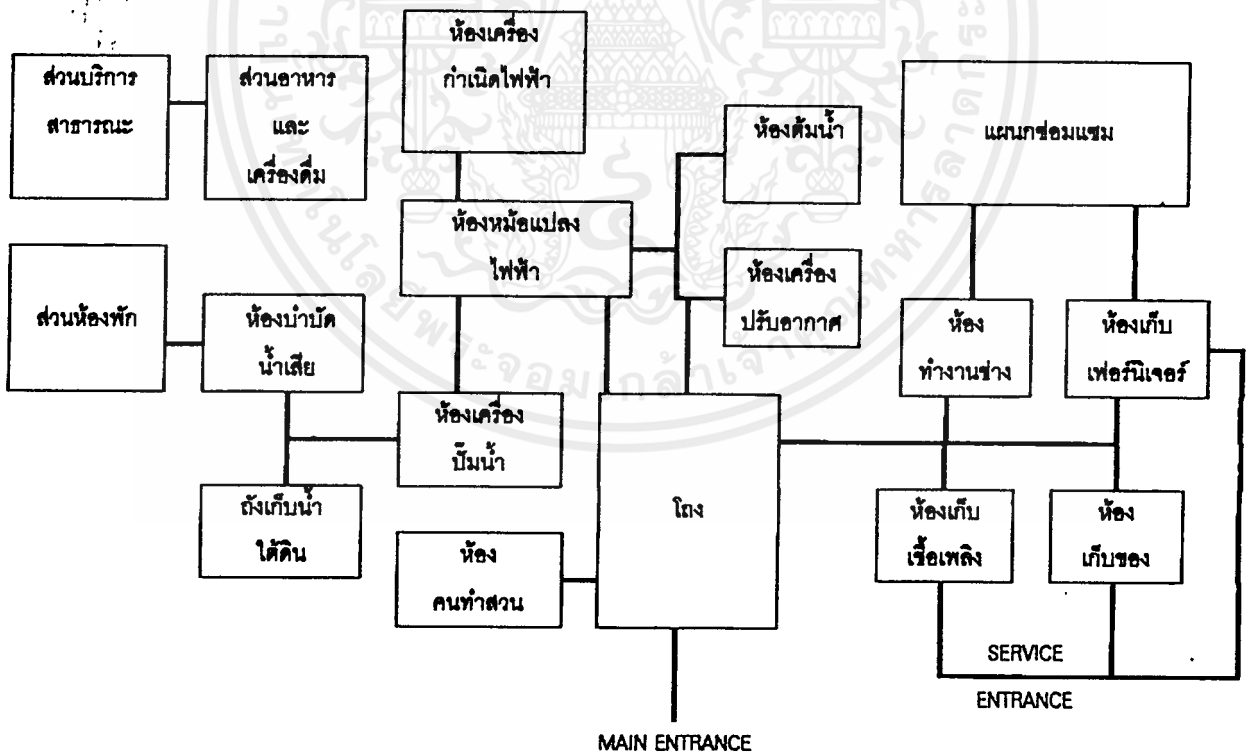 ส่วนบริการ
สาธารณะ
ส่วนอาหาร
และ
เครื่องดื่ม
ห้องเครื่อง
กำเนิดไฟฟ้า
ห้องต้มน้ำ
แผนกซ่อมแซม
ห้องหม้อแปลง
ไฟฟ้า
ห้องเครื่อง
ปรับอากาศ
ส่วนห้องพัก
ห้องบำบัด
น้ำเสีย
ห้อง
ทำงานช่าง
ห้องเก็บ
เฟอร์นิเจอร์
ห้องเครื่อง
ปั๊มน้ำ
ถังเก็บน้ำ
ใต้ดิน
ห้อง
คนทำสวน
โถง
ห้องเก็บ
เชื้อเพลิง
ห้อง
เก็บของ
SERVICE
ENTRANCE
MAIN ENTRANCE